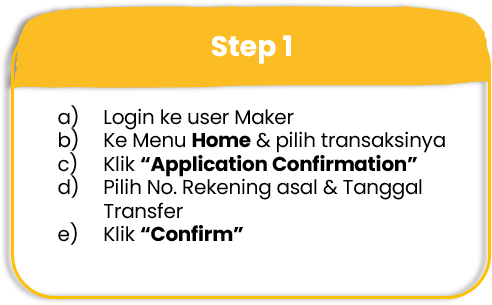 Step 1
a) Login ke user Maker
b) Ke Menu Home & pilih transaksinya
c) Klik “Application Confirmation”
d) Pilih No. Rekening asal & Tanggal
Transfer
e) Klik “Confirm”